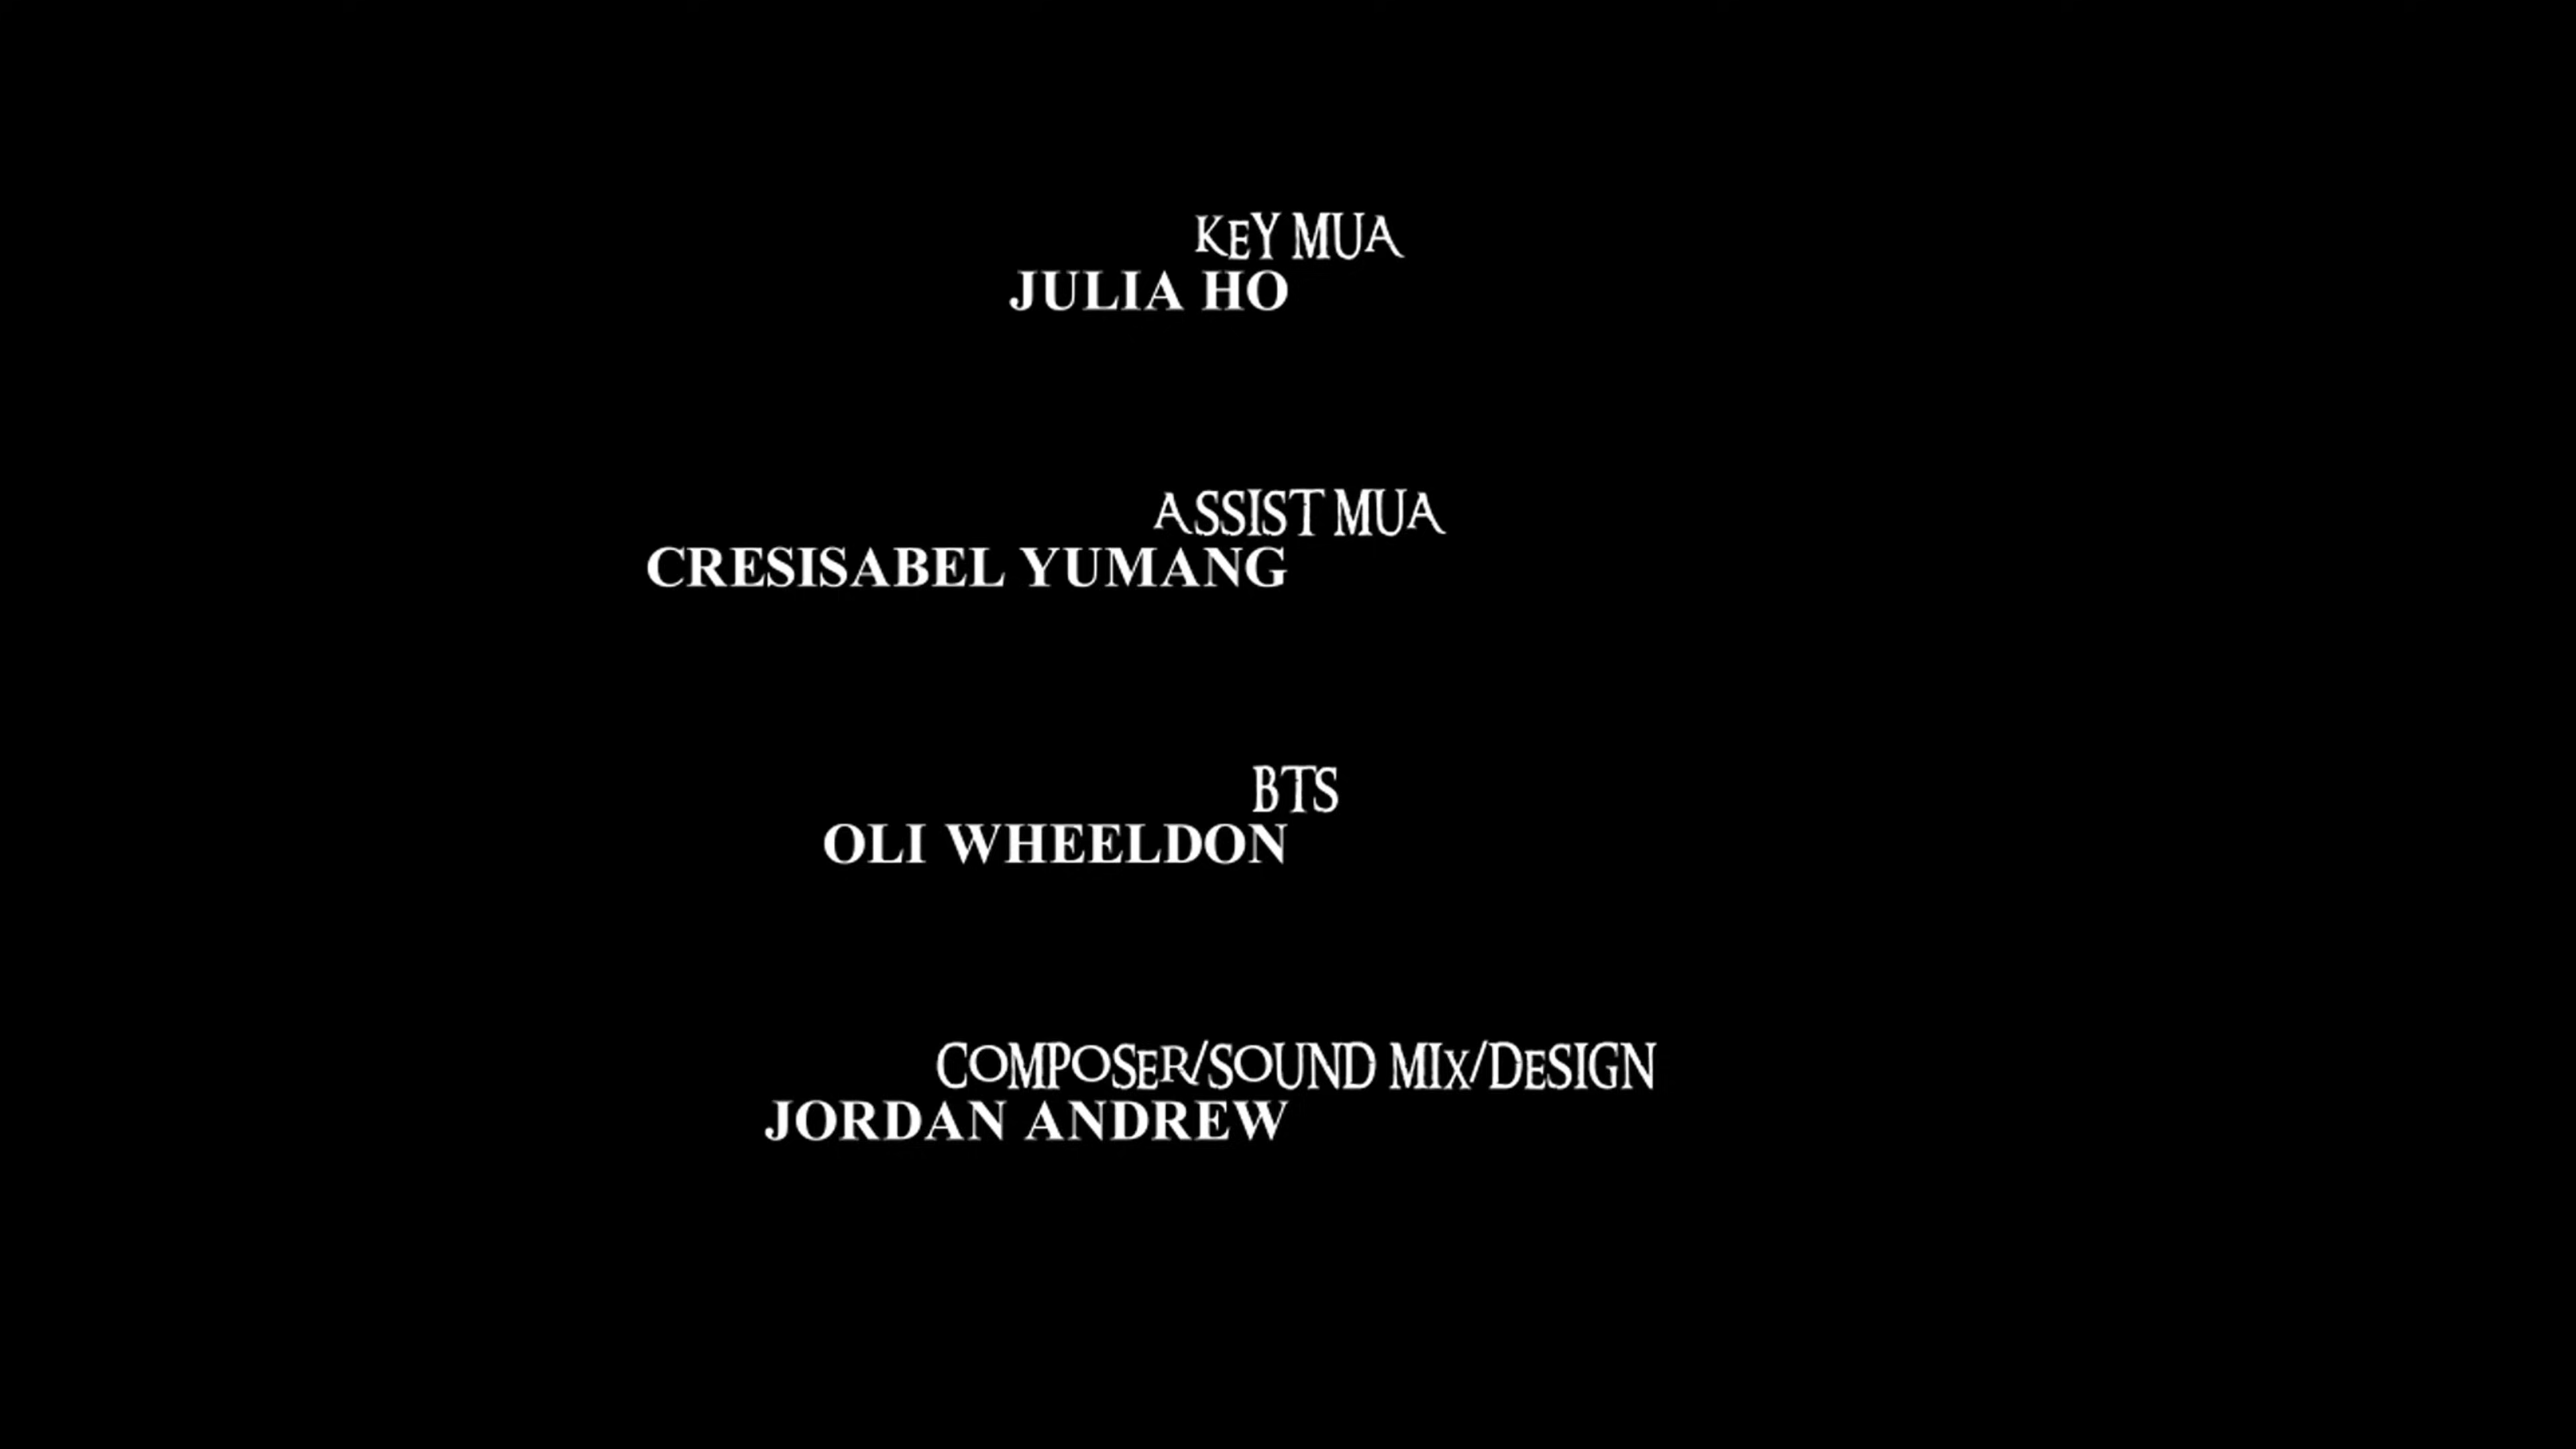 KEY MUA
JULIA HO
ASSIST MUA
CRESISABEL YUMANG
BTS
OLI WHEELDON
COMPOSER/SOUND MIX/DESIGN
JORDAN ANDREW